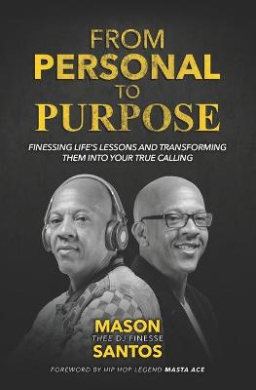 FROM
PERSONAL
TO
PURPOSE
FINESSING LIFE'S LESSONS AND TRANSFORMING
THEM INTO YOUR TRUE CALLING
MASON
THEE DJ FINESSE
SANTOS
FOREWORD BY HIP HOP LEGEND MASTA ACE